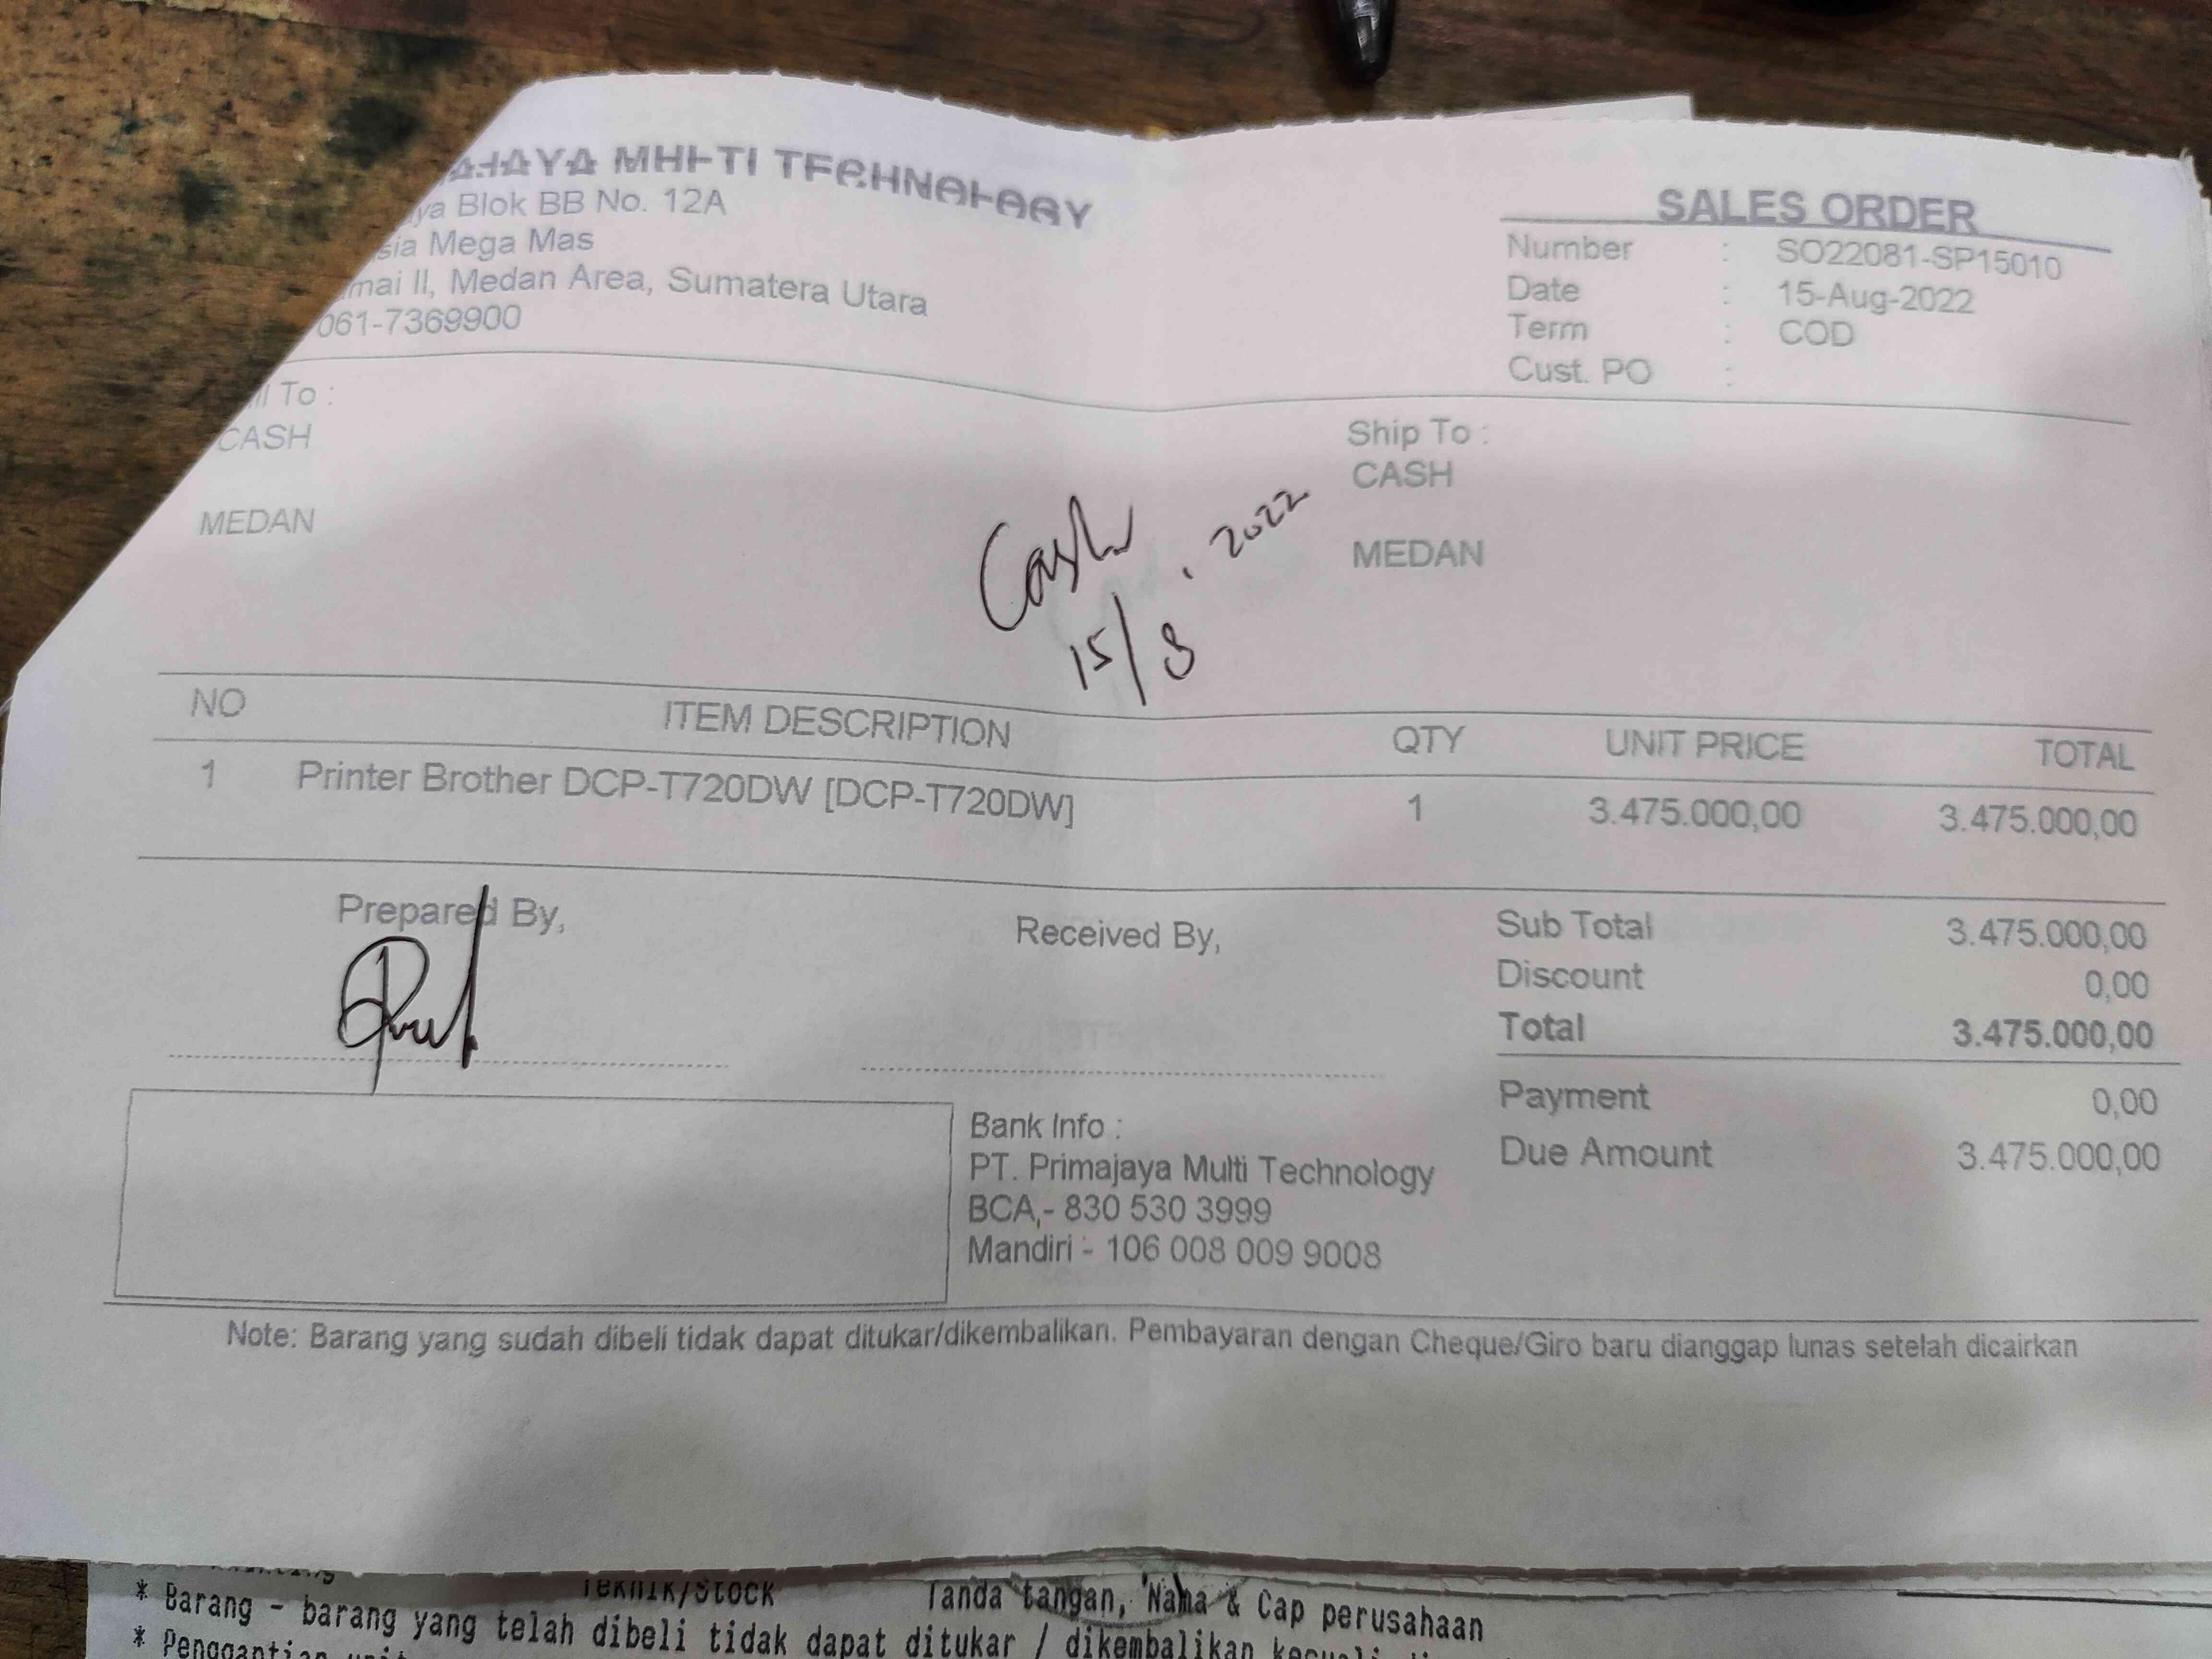 AJAYA MULTI TECHNOLOGY
aya Blok BB No. 12A
sia Mega Mas
mai II, Medan Area, Sumatera Utara
061-7369900
SALES ORDER
Number : SO22081-SP15010
Date : 15-Aug-2022
Term : COD
Cust. PO :
ll To :
CASH
MEDAN
Ship To :
CASH
MEDAN
Cash
15/8 . 2022
NO ITEM DESCRIPTION QTY UNIT PRICE TOTAL
1 Printer Brother DCP-T720DW [DCP-T720DW] 1 3.475.000,00 3.475.000,00
Prepared By,
Received By,
Sub Total 3.475.000,00
Discount 0,00
Total 3.475.000,00
Payment 0,00
Due Amount 3.475.000,00
Bank Info :
PT. Primajaya Multi Technology
BCA,- 830 530 3999
Mandiri - 106 008 009 9008
Note: Barang yang sudah dibeli tidak dapat ditukar/dikembalikan. Pembayaran dengan Cheque/Giro baru dianggap lunas setelah dicairkan
Teknik/Stock Tanda tangan, Nama & Cap perusahaan
* Barang - barang yang telah dibeli tidak dapat ditukar / dikembalikan
* Penggantian unit